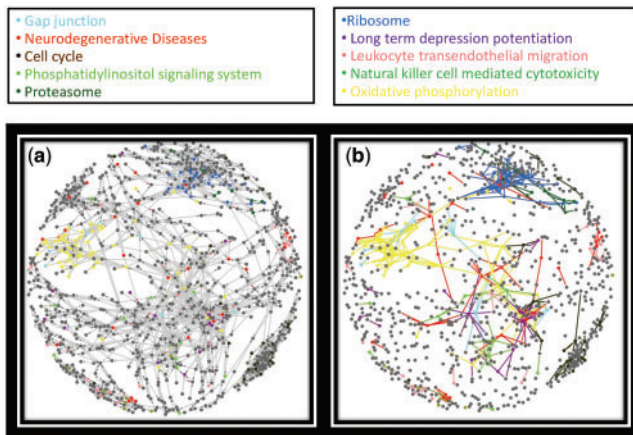 • Gap junction
• Neurodegenerative Diseases
• Cell cycle
• Phosphatidylinositol signaling system
• Proteasome
•Ribosome
• Long term depression potentiation
• Leukocyte transendothelial migration
• Natural killer cell mediated cytotoxicity
• Oxidative phosphorylation
(a)
(b)